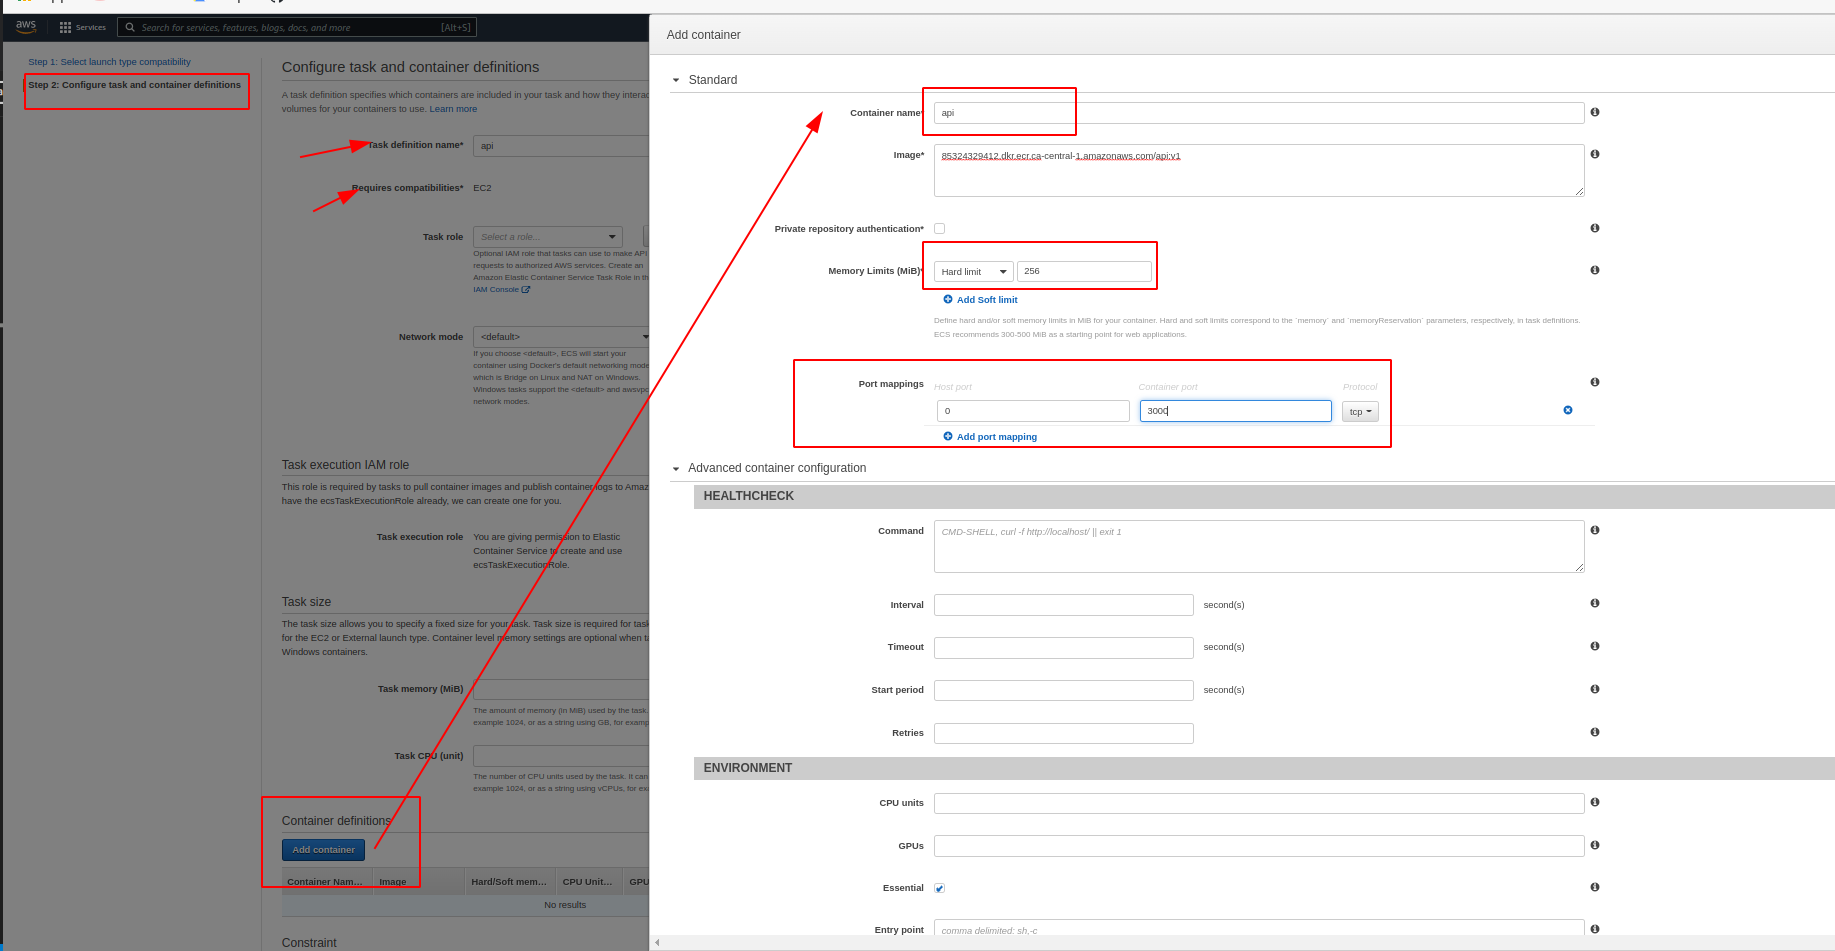 aws
Services
Search for services, features, blogs, docs, and more
[Alt+S]
Step 1: Select launch type compatibility
Step 2: Configure task and container definitions
Configure task and container definitions
A task definition specifies which containers are included in your task and how they interac
volumes for your containers to use. Learn more
Task definition name*
api
Requires compatibilities*
EC2
Task role
Select a role...
Optional IAM role that tasks can use to make API
requests to authorized AWS services. Create an
Amazon Elastic Container Service Task Role in th
IAM Console
Network mode
<default>
If you choose <default>, ECS will start your
container using Docker's default networking mode
which is Bridge on Linux and NAT on Windows.
Windows tasks support the <default> and awsvpc
network modes.
Task execution IAM role
This role is required by tasks to pull container images and publish container logs to Amaz
have the ecsTaskExecutionRole already, we can create one for you.
Task execution role
You are giving permission to Elastic
Container Service to create and use
ecsTaskExecutionRole.
Task size
The task size allows you to specify a fixed size for your task. Task size is required for task
for the EC2 or External launch type. Container level memory settings are optional when ta
Windows containers.
Task memory (MiB)
The amount of memory (in MiB) used by the task.
example 1024, or as a string using GB, for examp
Task CPU (unit)
The number of CPU units used by the task. It can
example 1024, or as a string using vCPUs, for ex
Container definitions
Add container
Container Nam...
Image
Hard/Soft mem...
CPU Unit...
GPU
No results
Constraint
Add container
Standard
Container name*
api
Image*
85324329412.dkr.ecr.ca-central-1.amazonaws.com/api:v1
Private repository authentication*
Memory Limits (MiB)*
Hard limit
256
Add Soft limit
Define hard and/or soft memory limits in MiB for your container. Hard and soft limits correspond to the `memory` and `memoryReservation` parameters, respectively, in task definitions.
ECS recommends 300-500 MiB as a starting point for web applications.
Port mappings
Host port
Container port
Protocol
0
3000
tcp
Add port mapping
Advanced container configuration
HEALTHCHECK
Command
CMD-SHELL, curl -f http://localhost/ || exit 1
Interval
second(s)
Timeout
second(s)
Start period
second(s)
Retries
ENVIRONMENT
CPU units
GPUs
Essential
Entry point
comma delimited: sh,-c